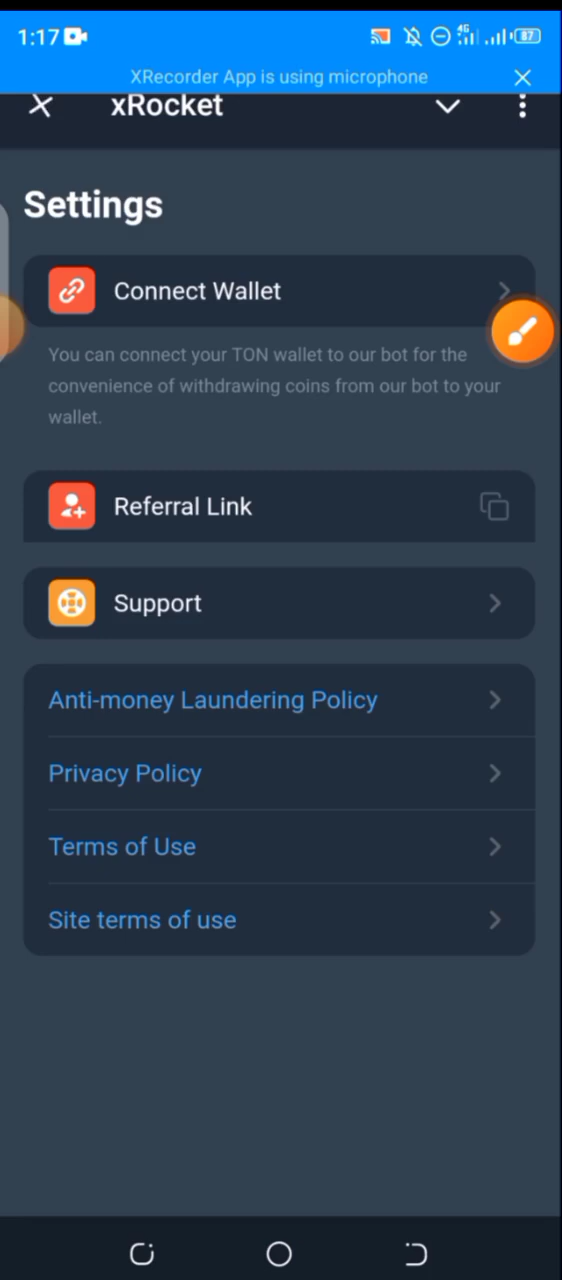 1:17
4G
87
XRecorder App is using microphone
xRocket
Settings
Connect Wallet
You can connect your TON wallet to our bot for the
convenience of withdrawing coins from our bot to your
wallet.
Referral Link
Support
Anti-money Laundering Policy
Privacy Policy
Terms of Use
Site terms of use